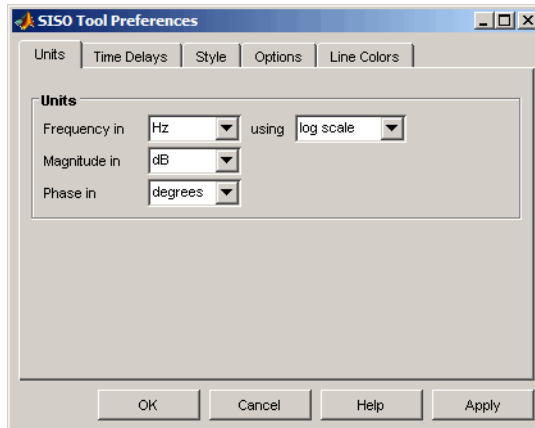 SISO Tool Preferences
Units Time Delays Style Options Line Colors
Units
Frequency in Hz using log scale
Magnitude in dB
Phase in degrees
OK Cancel Help Apply